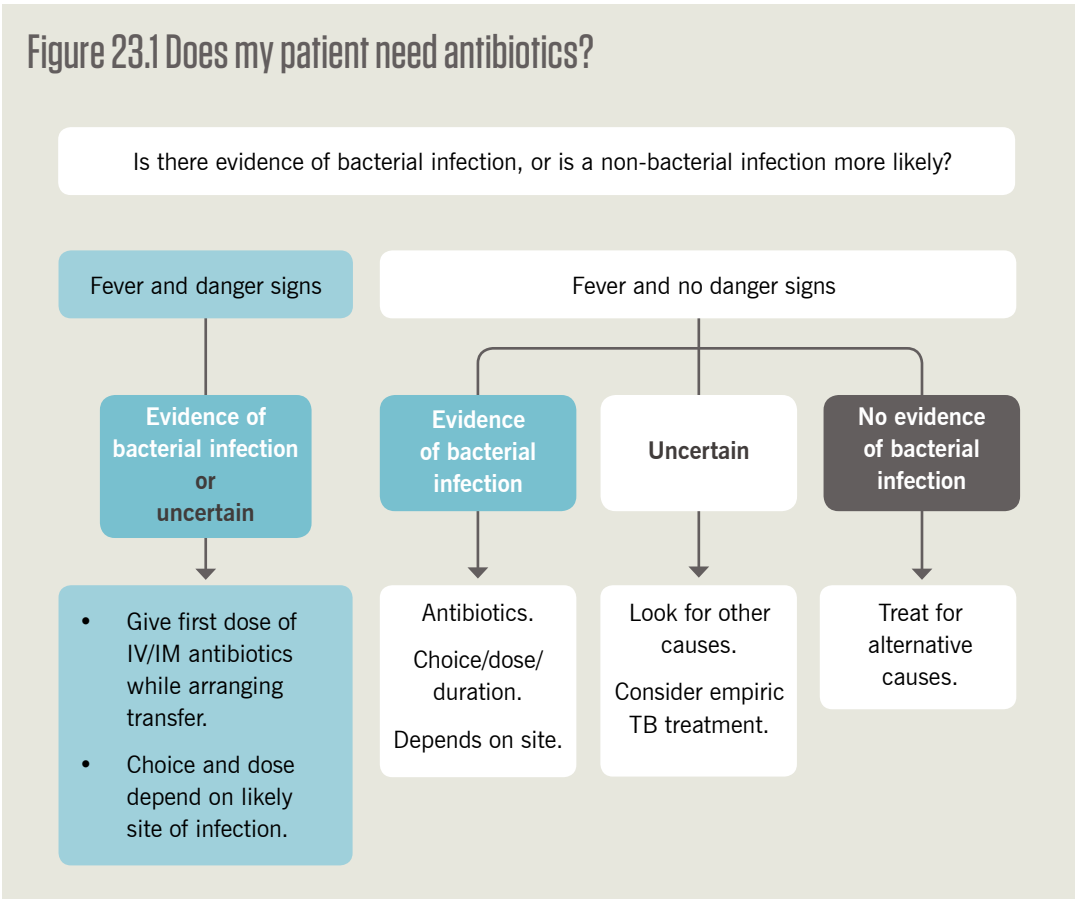 Figure 23.1 Does my patient need antibiotics?
Is there evidence of bacterial infection, or is a non-bacterial infection more likely?
Fever and danger signs
Fever and no danger signs
Evidence of
bacterial infection
or
uncertain
Evidence
of bacterial
infection
Uncertain
No evidence
of bacterial
infection
• Give first dose of
IV/IM antibiotics
while arranging
transfer.
• Choice and dose
depend on likely
site of infection.
Antibiotics.
Choice/dose/
duration.
Depends on site.
Look for other
causes.
Consider empiric
TB treatment.
Treat for
alternative
causes.